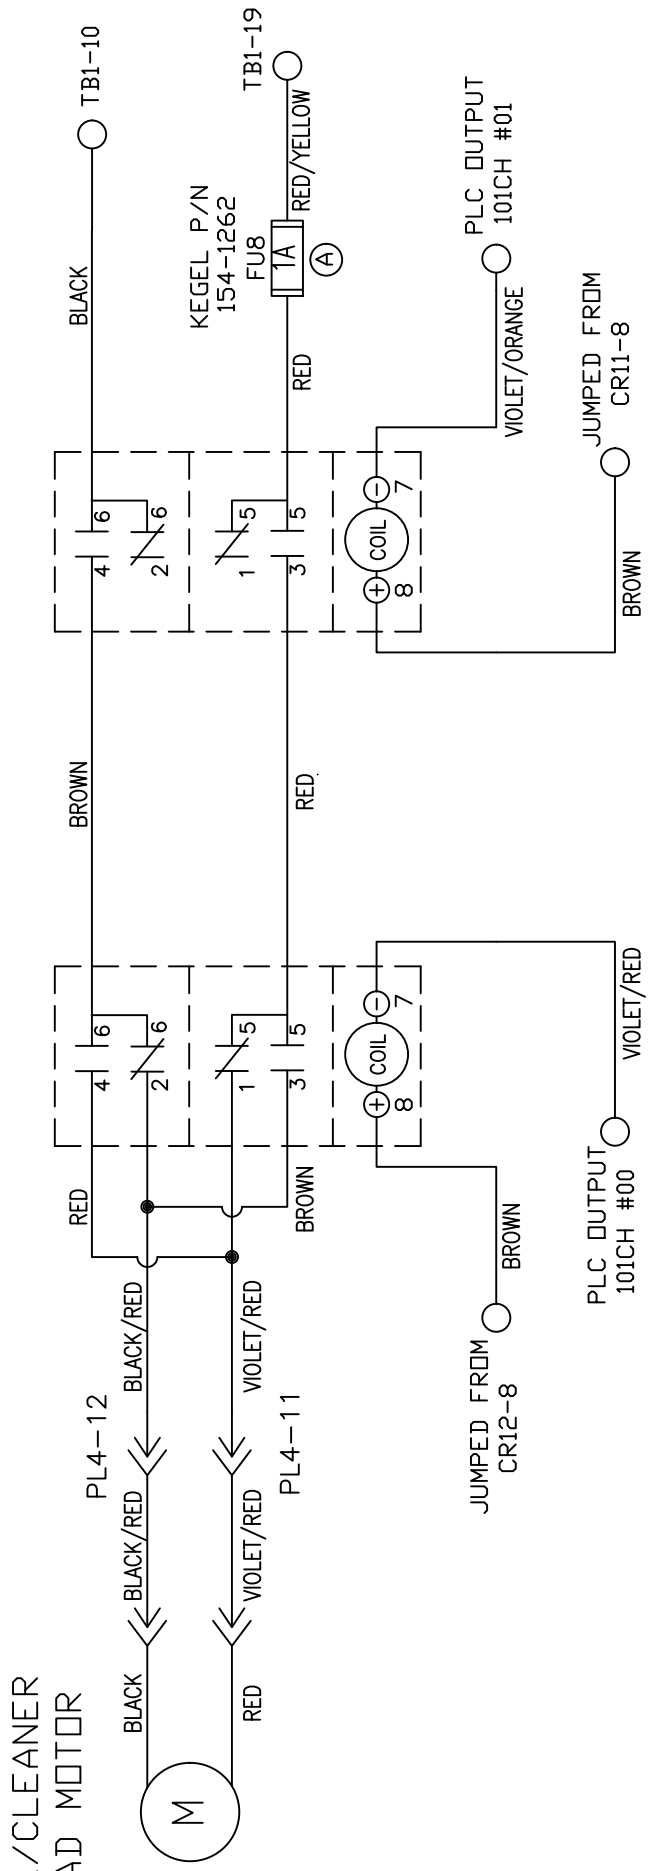 /CLEANER
AD MOTOR
M
BLACK
RED
BLACK/RED
VIOLET/RED
PL4-12
PL4-11
BLACK/RED
VIOLET/RED
RED
BROWN
4
6
2
6
1
5
3
5
COIL
+
8
-
7
BROWN
JUMPED FROM
CR12-8
VIOLET/RED
PLC OUTPUT
101CH #00
BROWN
RED
4
6
2
6
1
5
3
5
COIL
+
8
-
7
BROWN
JUMPED FROM
CR11-8
VIOLET/ORANGE
PLC OUTPUT
101CH #01
BLACK
TB1-10
RED
KEGEL P/N
154-1262
FU8
1A
A
RED/YELLOW
TB1-19